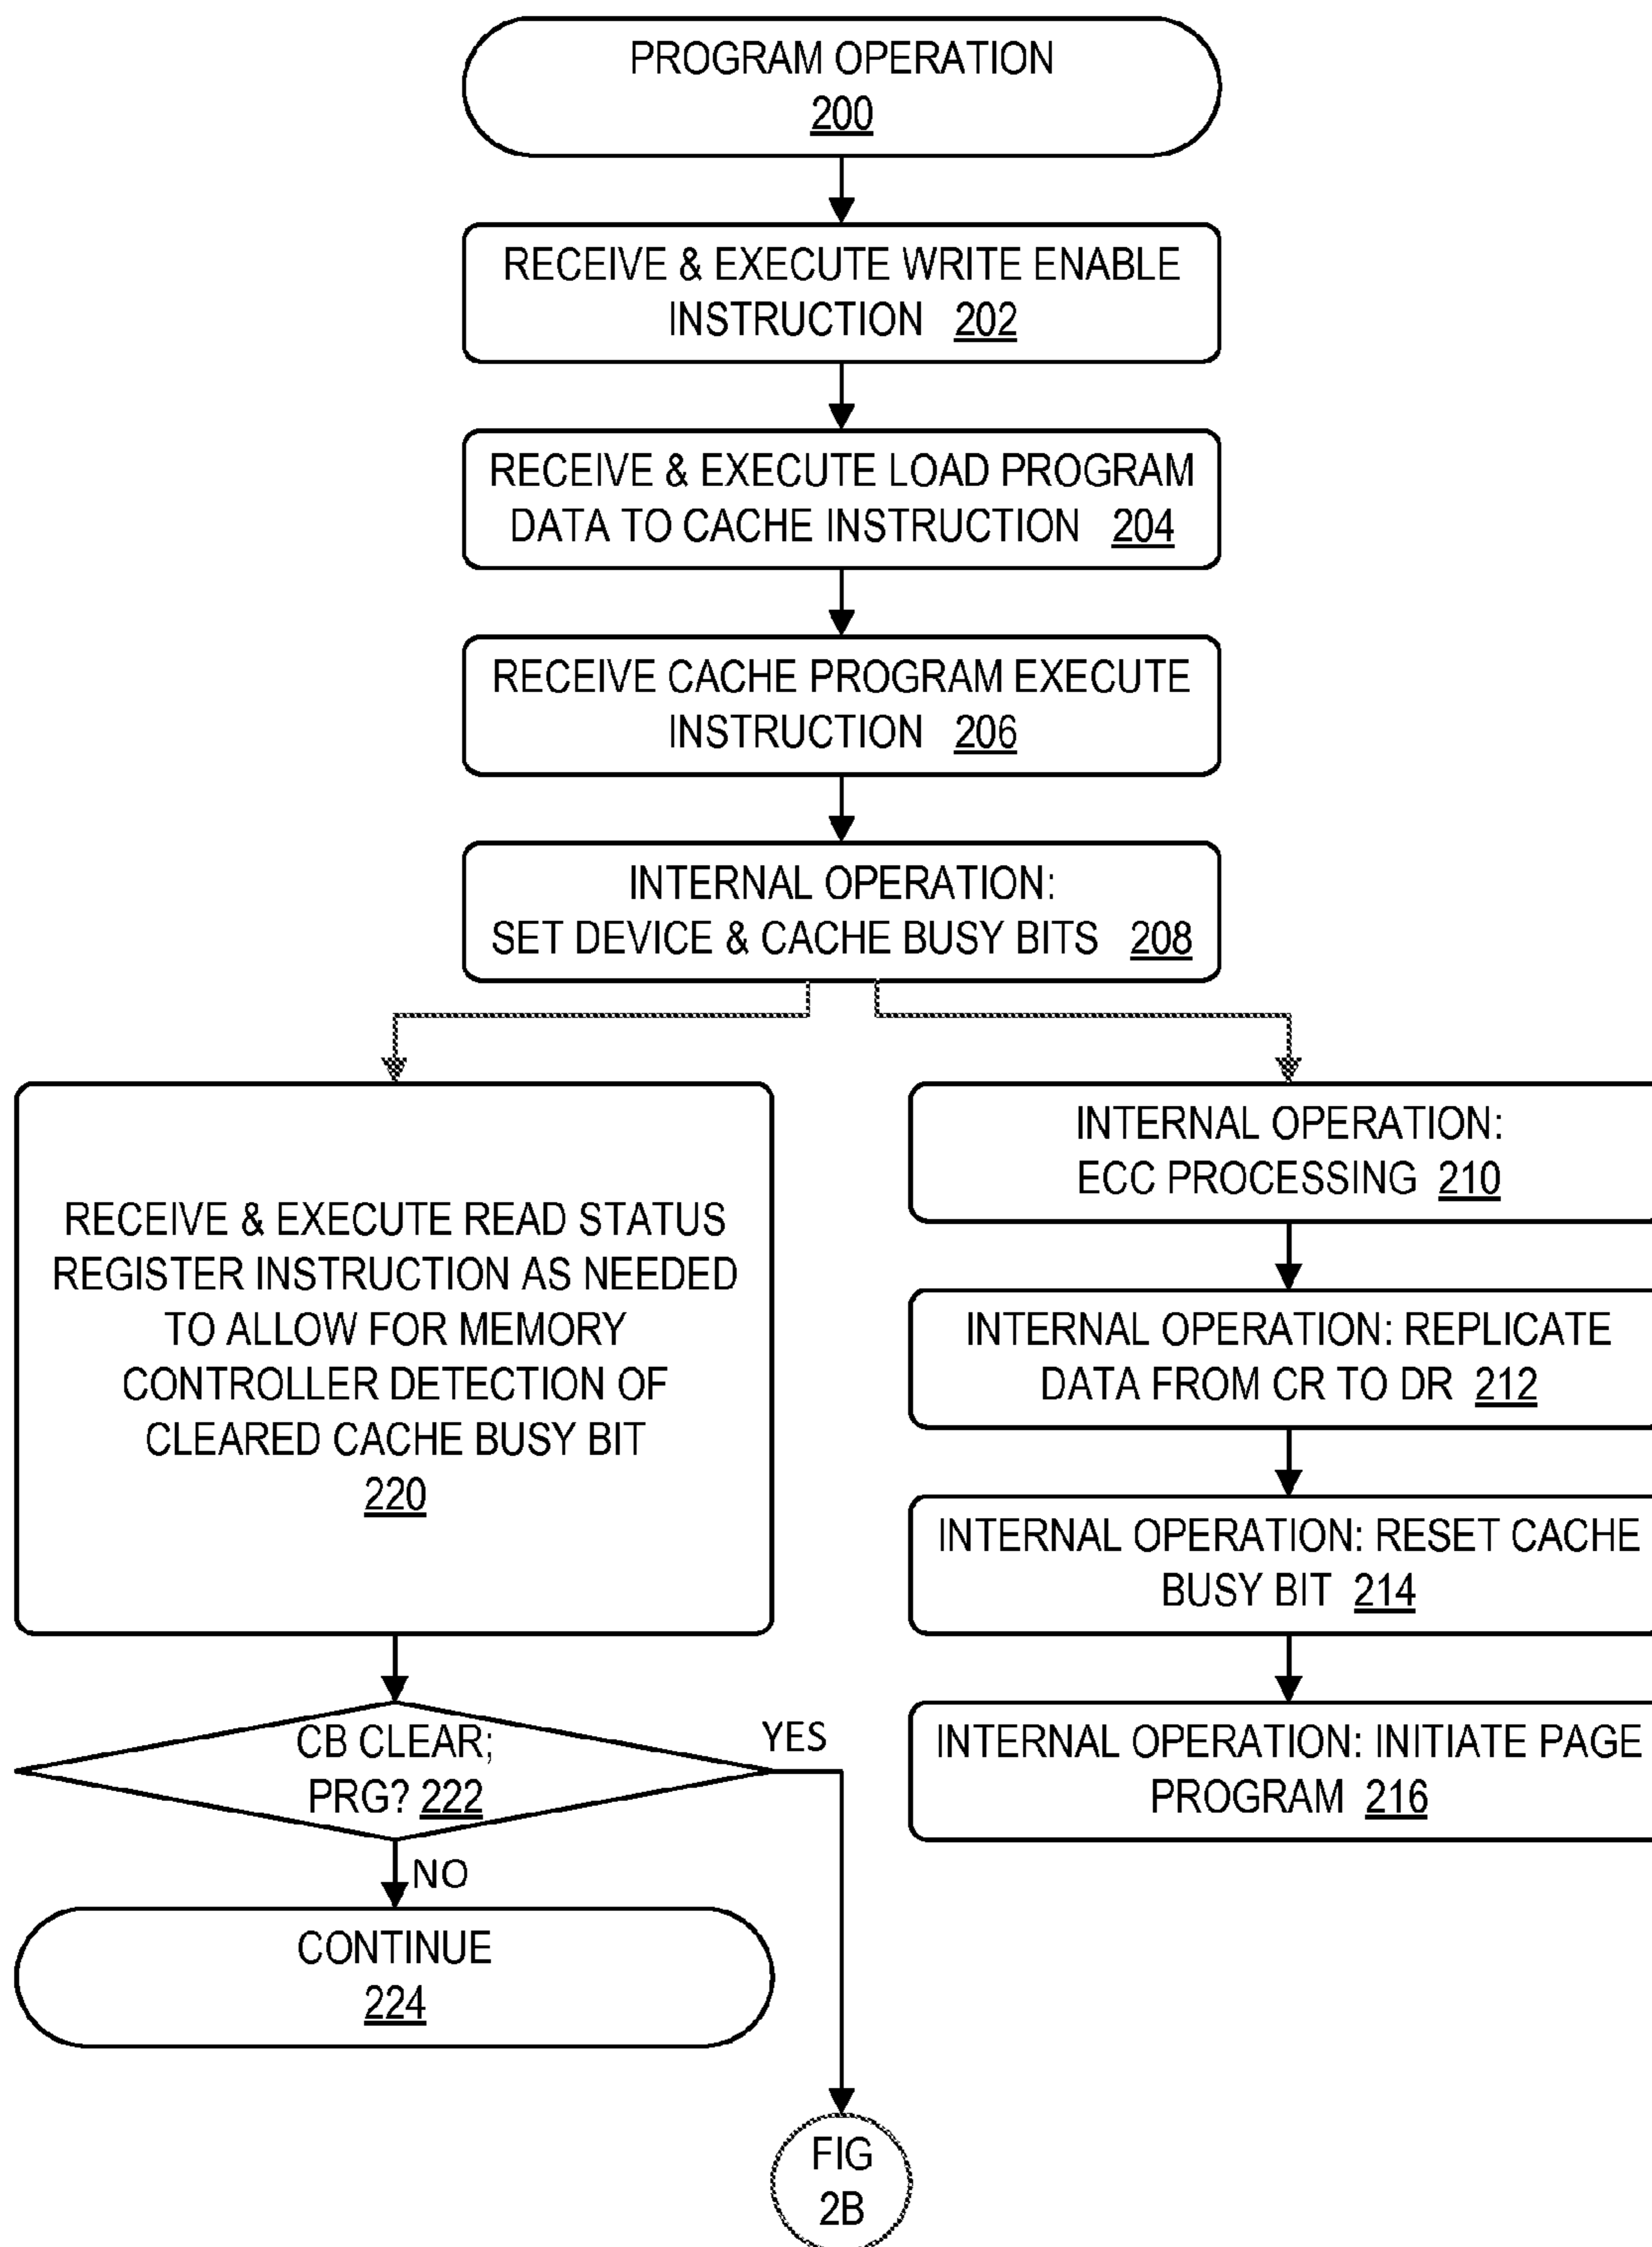 PROGRAM OPERATION
200
RECEIVE & EXECUTE WRITE ENABLE
INSTRUCTION 202
RECEIVE & EXECUTE LOAD PROGRAM
DATA TO CACHE INSTRUCTION 204
RECEIVE CACHE PROGRAM EXECUTE
INSTRUCTION 206
INTERNAL OPERATION:
SET DEVICE & CACHE BUSY BITS 208
RECEIVE & EXECUTE READ STATUS
REGISTER INSTRUCTION AS NEEDED
TO ALLOW FOR MEMORY
CONTROLLER DETECTION OF
CLEARED CACHE BUSY BIT
220
INTERNAL OPERATION:
ECC PROCESSING 210
INTERNAL OPERATION: REPLICATE
DATA FROM CR TO DR 212
INTERNAL OPERATION: RESET CACHE
BUSY BIT 214
INTERNAL OPERATION: INITIATE PAGE
PROGRAM 216
CB CLEAR;
PRG? 222
YES
NO
CONTINUE
224
FIG
2B